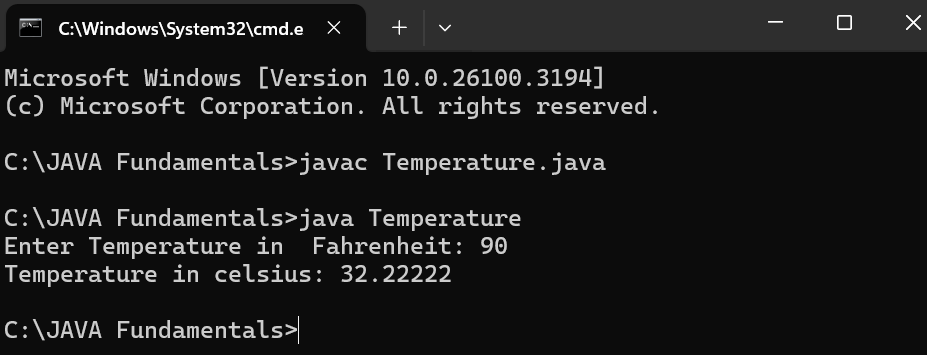 C:\Windows\System32\cmd.e
Microsoft Windows [Version 10.0.26100.3194]
(c) Microsoft Corporation. All rights reserved.
C:\JAVA Fundamentals>javac Temperature.java
C:\JAVA Fundamentals>java Temperature
Enter Temperature in  Fahrenheit: 90
Temperature in celsius: 32.22222
C:\JAVA Fundamentals>